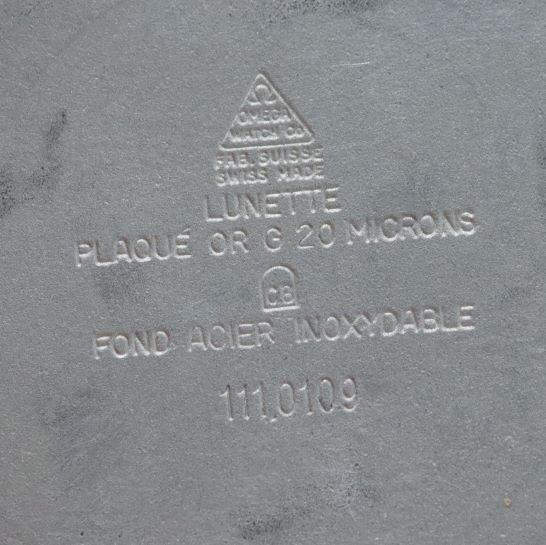 Ω
OMEGA
WATCH CO
FAB. SUISSE
SWISS MADE
LUNETTE
PLAQUÉ OR G 20 MICRONS
CB
FOND ACIER INOXYDABLE
111.0109